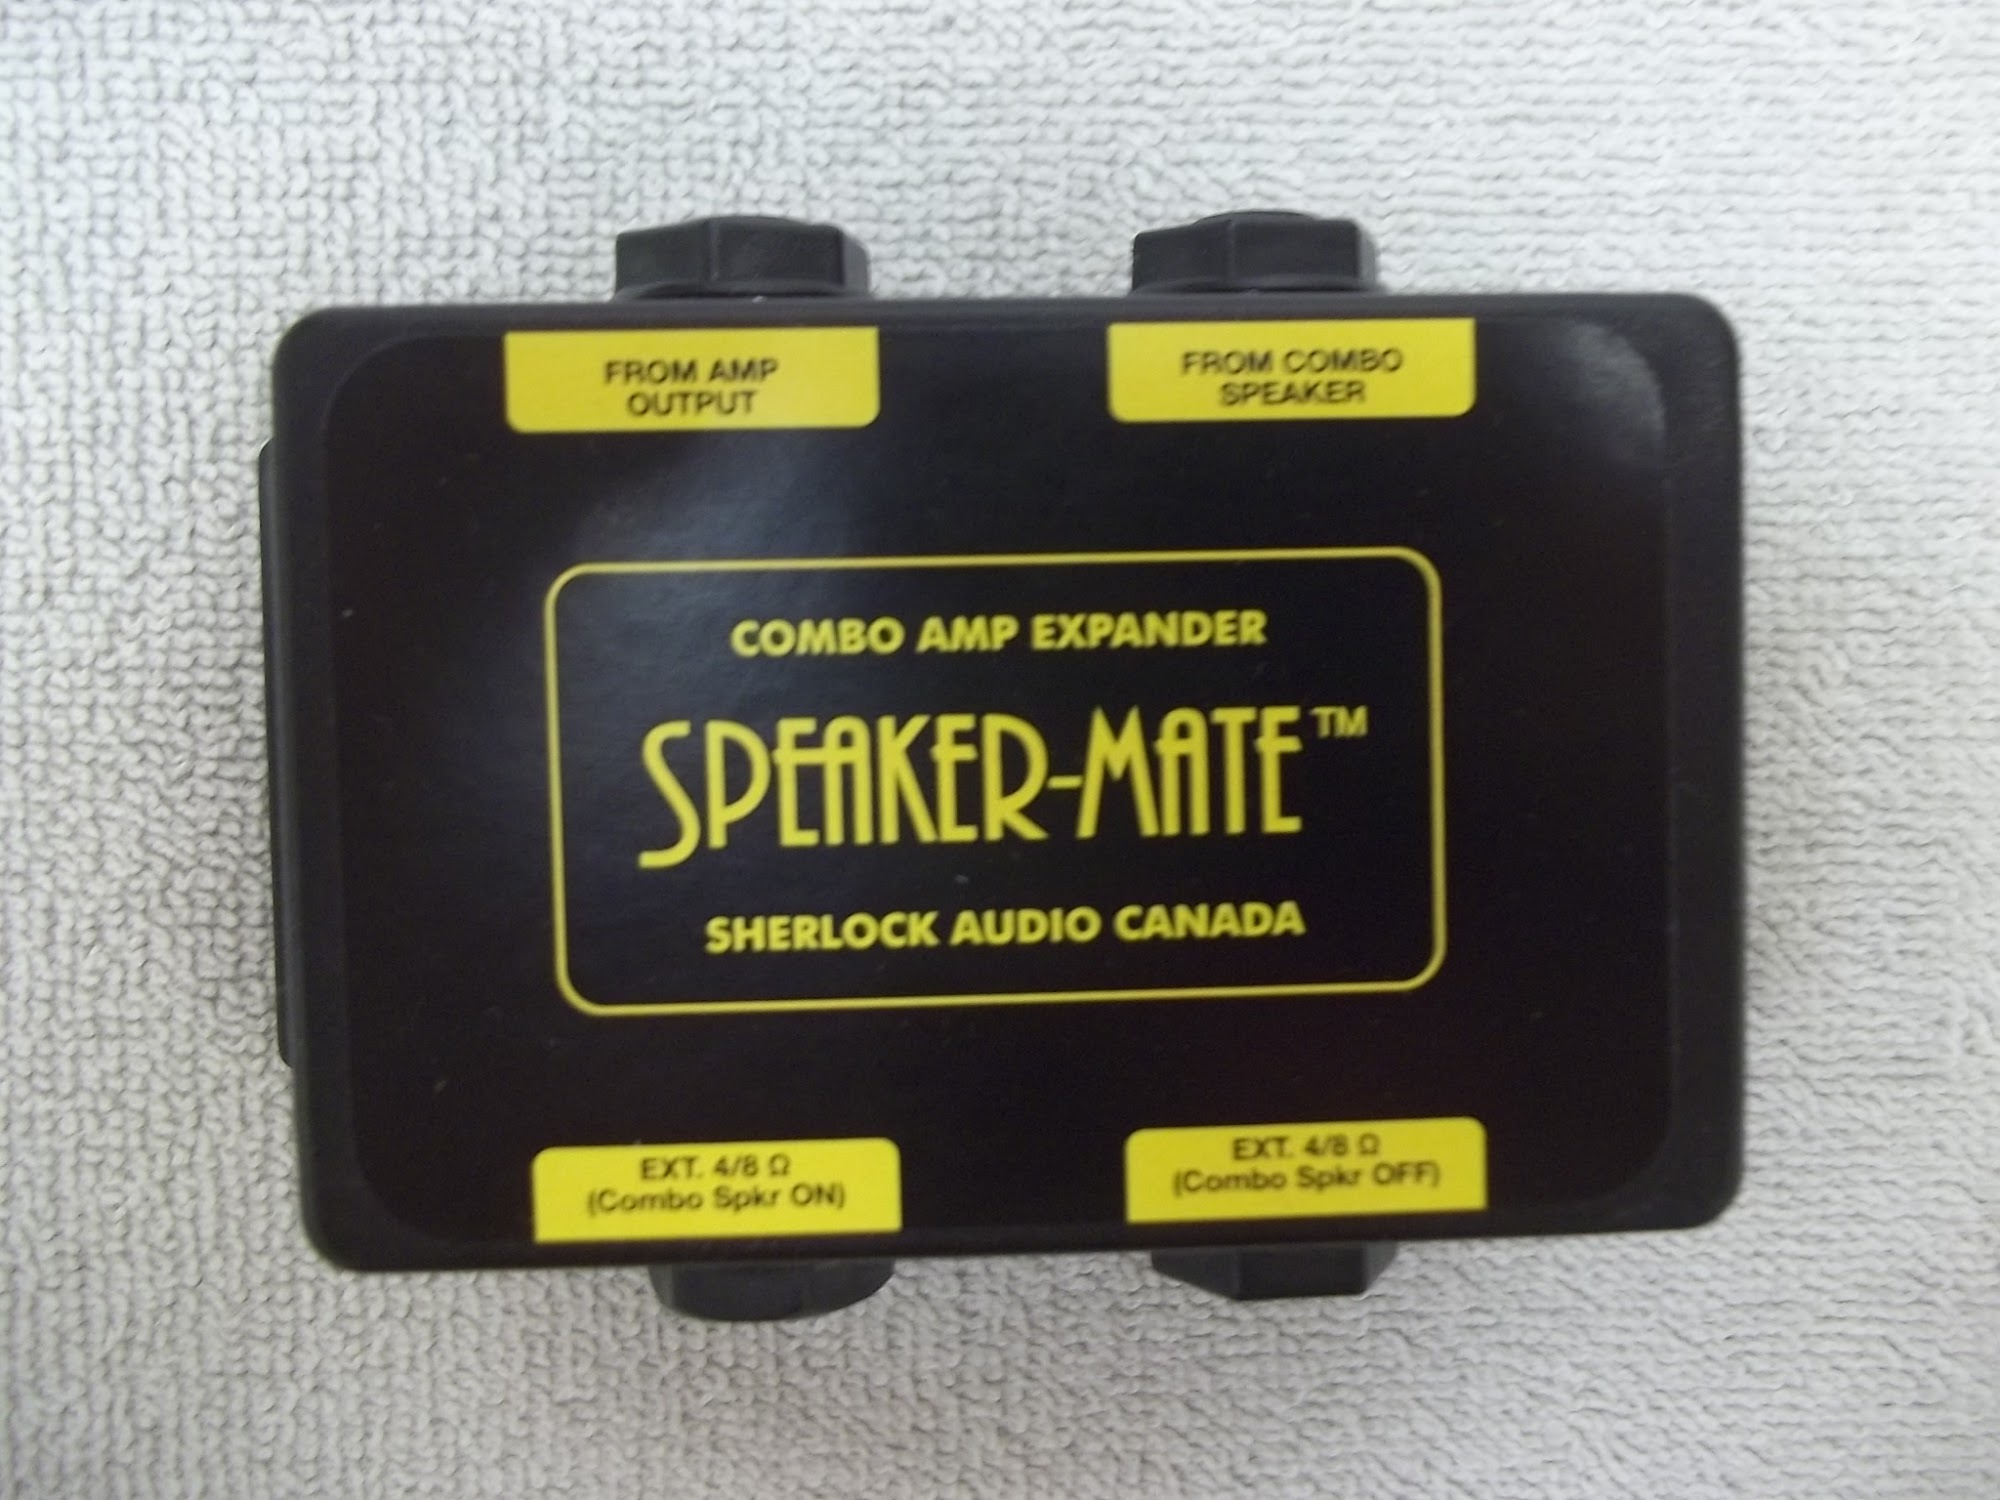 FROM AMP
OUTPUT
FROM COMBO
SPEAKER
COMBO AMP EXPANDER
SPEAKER-MATE™
SHERLOCK AUDIO CANADA
EXT. 4/8 Ω
(Combo Spkr ON)
EXT. 4/8 Ω
(Combo Spkr OFF)